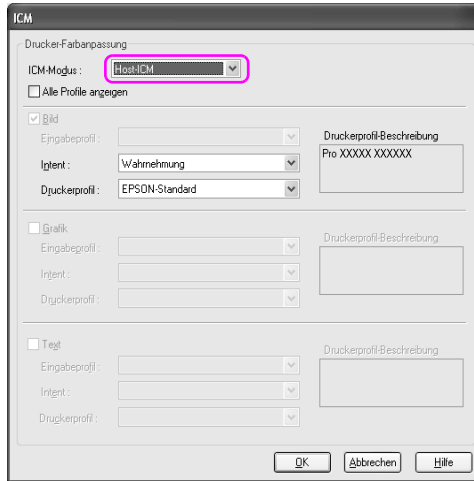 ICM
Drucker-Farbanpassung
ICM-Modus : Host-ICM
Alle Profile anzeigen
Bild
Eingabeprofil :
Druckerprofil-Beschreibung
Intent : Wahrnehmung
Pro XXXXX XXXXXX
Druckerprofil : EPSON-Standard
Grafik
Eingabeprofil :
Druckerprofil-Beschreibung
Intent :
Druckerprofil :
Text
Eingabeprofil :
Druckerprofil-Beschreibung
Intent :
Druckerprofil :
OK Abbrechen Hilfe